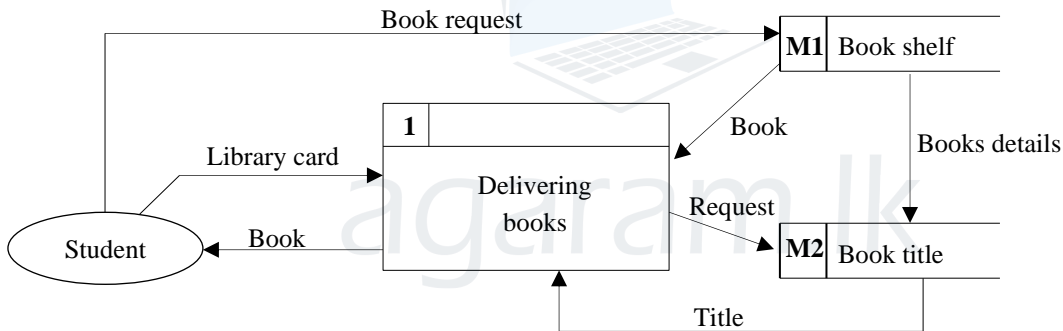 Book request
M1 Book shelf
1
Book
Books details
Library card
Delivering
books
Request
Student
Book
M2 Book title
Title
agaram.lk